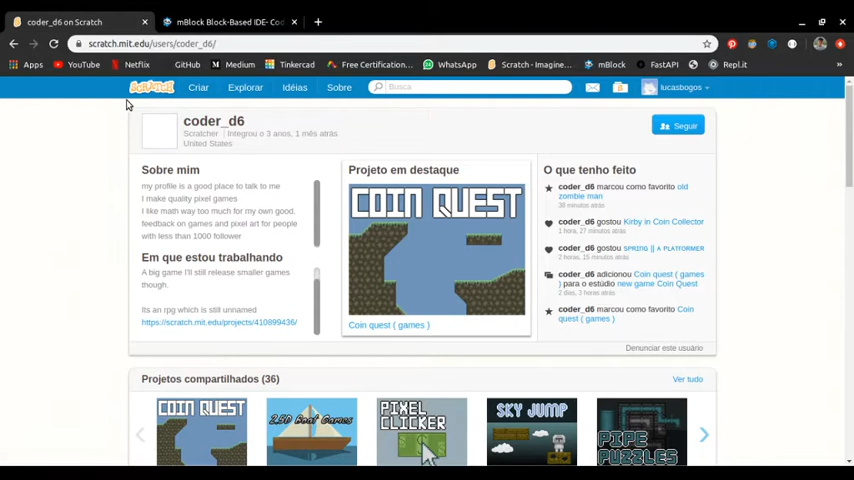 coder_d6 on Scratch
mBlock Block-Based IDE- Co
scratch.mit.edu/users/coder_d6/
Apps YouTube Netflix GitHub Medium Tinkercad Free Certification... WhatsApp Scratch - Imagine... mBlock FastAPI Repl.it
SCRATCH Criar Explorar Idéias Sobre Busca lucasbogos
coder_d6
Scratcher Integrou o 3 anos, 1 mês atrás
United States
Seguir
Sobre mim
my profile is a good place to talk to me
I make quality pixel games
I like math way too much for my own good.
feedback on games and pixel art for people
with less than 1000 follower
Em que estou trabalhando
A big game I'll still release smaller games
though.
Its an rpg which is still unnamed
https://scratch.mit.edu/projects/410899436/
Projeto em destaque
COIN QUEST
Coin quest ( games )
O que tenho feito
coder_d6 marcou como favorito old
zombie man
38 minutos atrás
coder_d6 gostou Kirby in Coin Collector
1 hora, 27 minutos atrás
coder_d6 gostou SPRING || A PLATFORMER
2 horas, 15 minutos atrás
coder_d6 adicionou Coin quest ( games
) para o estúdio new game Coin Quest
2 dias, 3 horas atrás
coder_d6 marcou como favorito Coin
quest ( games )
Denunciar este usuário
Projetos compartilhados (36)
Ver tudo
COIN QUEST
2.5D Boat Games
PIXEL
CLICKER
SKY JUMP
PIPE
PUZZLES